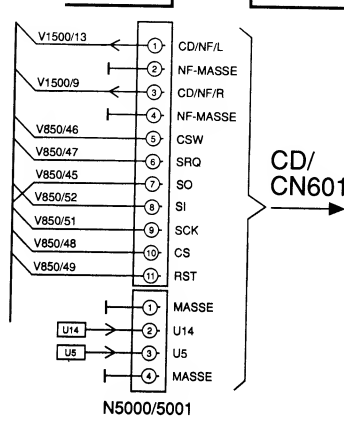 V1500/13 1 CD/NF/L
2 NF-MASSE
V1500/9 3 CD/NF/R
4 NF-MASSE
V850/46 5 CSW
V850/47 6 SRQ
V850/45 7 SO
V850/52 8 SI
V850/51 9 SCK
V850/48 10 CS
V850/49 11 RST
CD/
CN601
1 MASSE
U14 2 U14
U5 3 U5
4 MASSE
N5000/5001